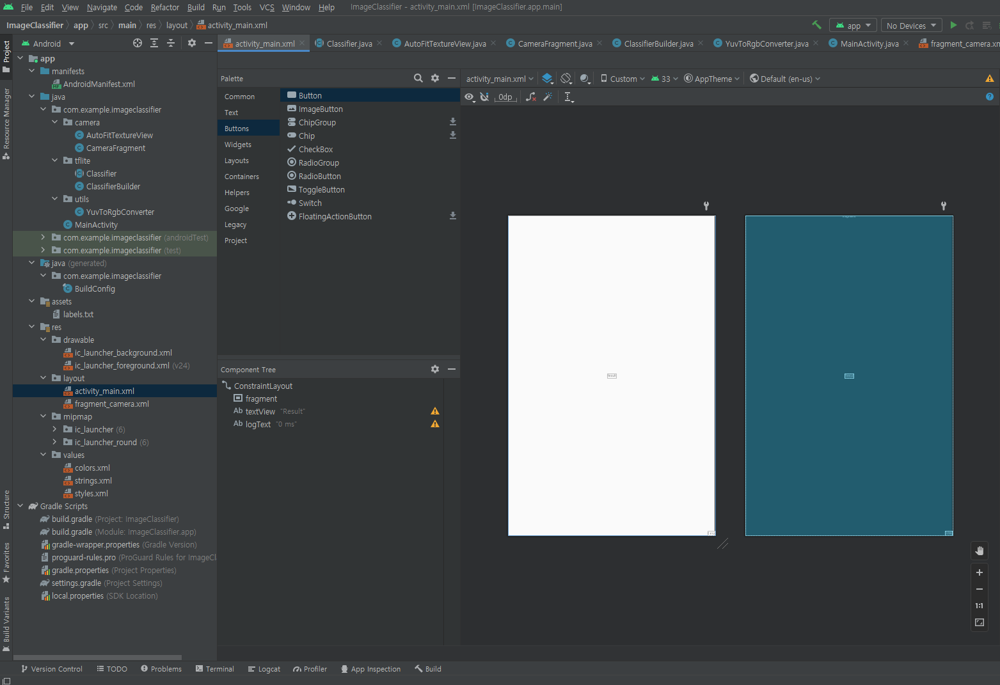 File Edit View Navigate Code Refactor Build Run Tools VCS Window Help ImageClassifier - activity_main.xml [ImageClassifier.app.main]
ImageClassifier app src main res layout activity_main.xml app No Devices
Project
Resource Manager
Structure
Favorites
Build Variants
Android
app
manifests
AndroidManifest.xml
java
com.example.imageclassifier
camera
AutoFitTextureView
CameraFragment
tflite
Classifier
ClassifierBuilder
utils
YuvToRgbConverter
MainActivity
com.example.imageclassifier (androidTest)
com.example.imageclassifier (test)
java (generated)
com.example.imageclassifier
BuildConfig
assets
labels.txt
res
drawable
ic_launcher_background.xml
ic_launcher_foreground.xml (v24)
layout
activity_main.xml
fragment_camera.xml
mipmap
ic_launcher (6)
ic_launcher_round (6)
values
colors.xml
strings.xml
styles.xml
Gradle Scripts
build.gradle (Project: ImageClassifier)
build.gradle (Module: ImageClassifier.app)
gradle-wrapper.properties (Gradle Version)
proguard-rules.pro (ProGuard Rules for ImageCl
gradle.properties (Project Properties)
settings.gradle (Project Settings)
local.properties (SDK Location)
activity_main.xml Classifier.java AutoFitTextureView.java CameraFragment.java ClassifierBuilder.java YuvToRgbConverter.java MainActivity.java fragment_camera.xm
Palette
Common
Text
Buttons
Widgets
Layouts
Containers
Helpers
Google
Legacy
Project
Button
ImageButton
ChipGroup
Chip
CheckBox
RadioGroup
RadioButton
ToggleButton
Switch
FloatingActionButton
Component Tree
ConstraintLayout
fragment
Ab textView "Result"
Ab logText "0 ms"
activity_main.xml Custom 33 AppTheme Default (en-us)
0dp
1:1
Version Control TODO Problems Terminal Logcat Profiler App Inspection Build